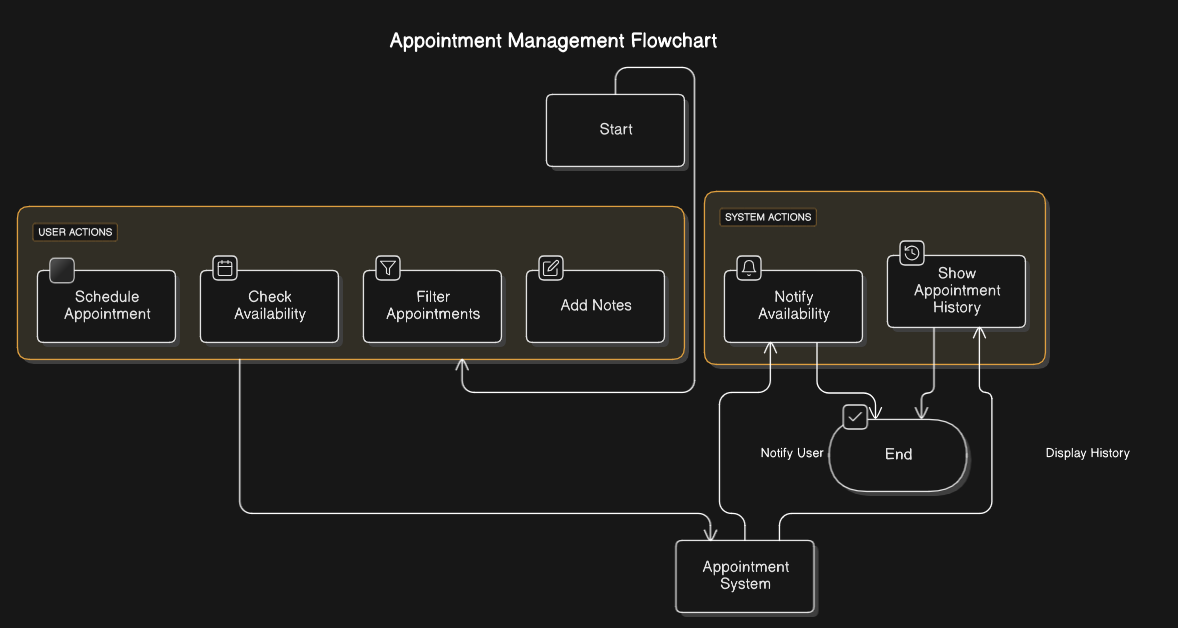 Appointment Management Flowchart
Start
USER ACTIONS
Schedule
Appointment
Check
Availability
Filter
Appointments
Add Notes
SYSTEM ACTIONS
Notify
Availability
Show
Appointment
History
Notify User
End
Display History
Appointment
System